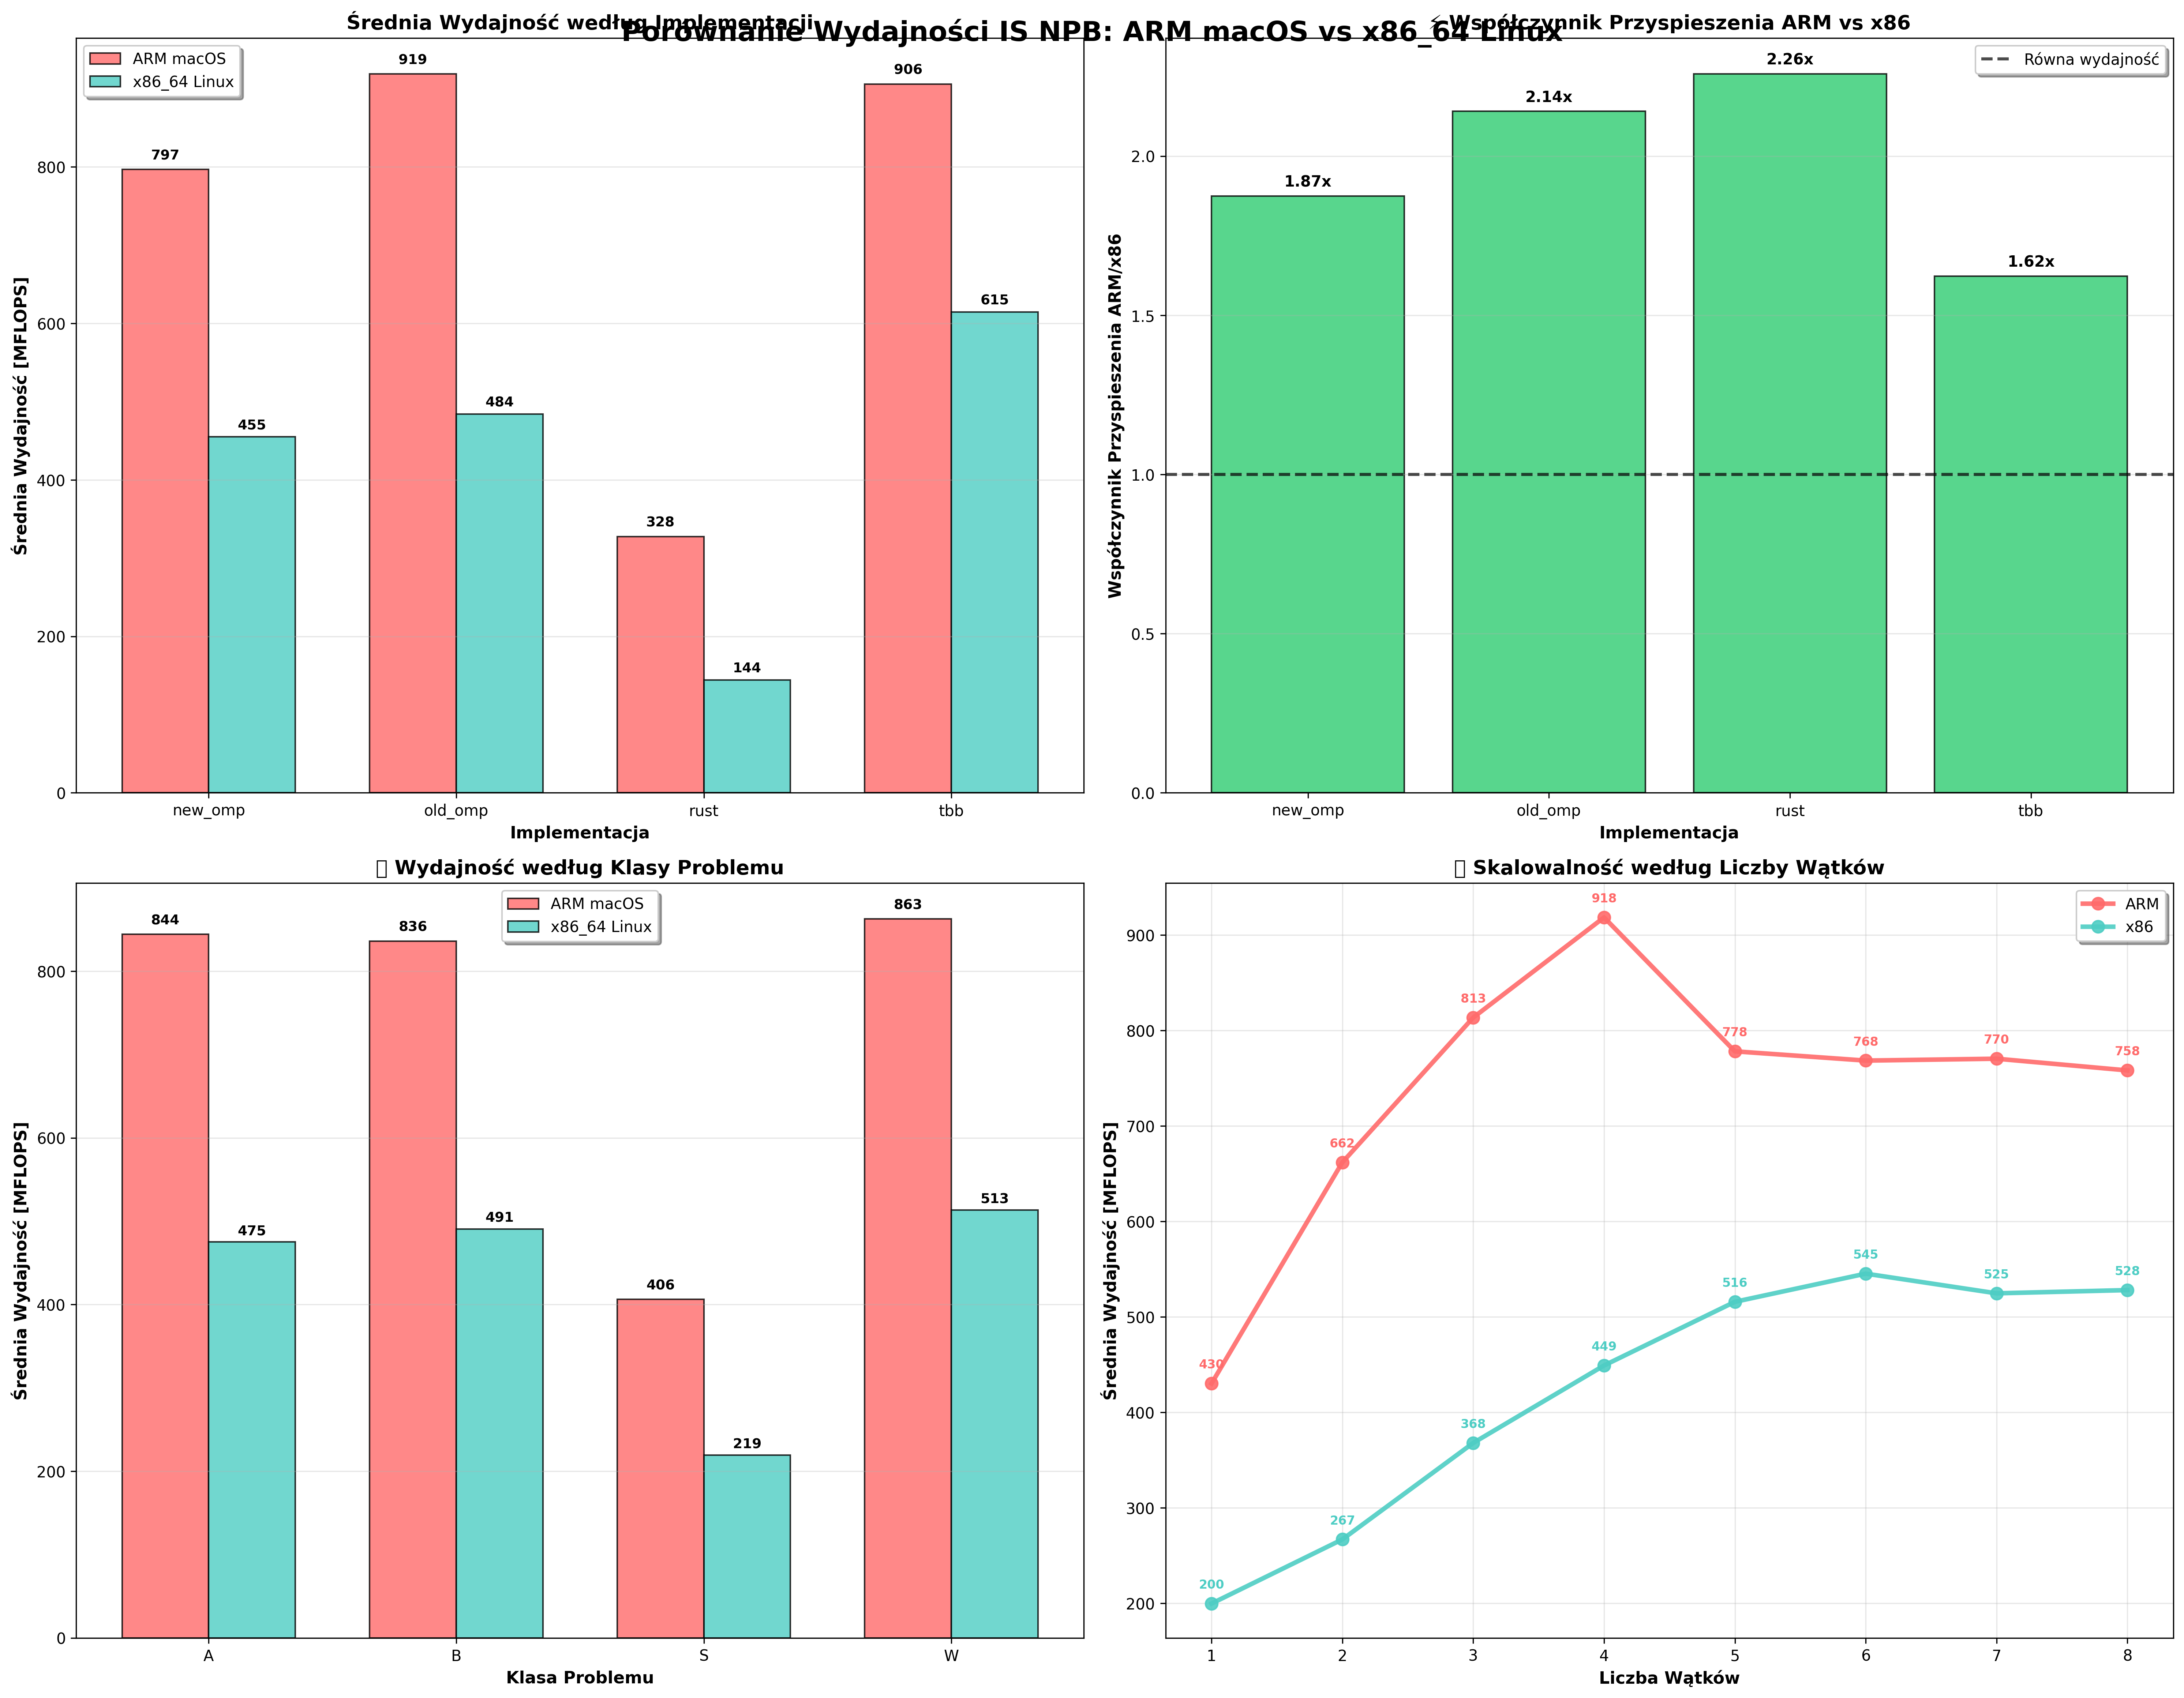 Porównanie Wydajności IS NPB: ARM macOS vs x86_64 Linux
Średnia Wydajność według Implementacji
ARM macOS
x86_64 Linux
Średnia Wydajność [MFLOPS]
800
600
400
200
0
797
455
919
484
328
144
906
615
new_omp
old_omp
rust
tbb
Implementacja
⚡ Współczynnik Przyspieszenia ARM vs x86
Równa wydajność
Współczynnik Przyspieszenia ARM/x86
2.0
1.5
1.0
0.5
0.0
1.87x
2.14x
2.26x
1.62x
new_omp
old_omp
rust
tbb
Implementacja
Wydajność według Klasy Problemu
ARM macOS
x86_64 Linux
Średnia Wydajność [MFLOPS]
800
600
400
200
0
844
475
836
491
406
219
863
513
A
B
S
W
Klasa Problemu
Skalowalność według Liczby Wątków
ARM
x86
Średnia Wydajność [MFLOPS]
900
800
700
600
500
400
300
200
430
662
813
918
778
768
770
758
200
267
368
449
516
545
525
528
1
2
3
4
5
6
7
8
Liczba Wątków